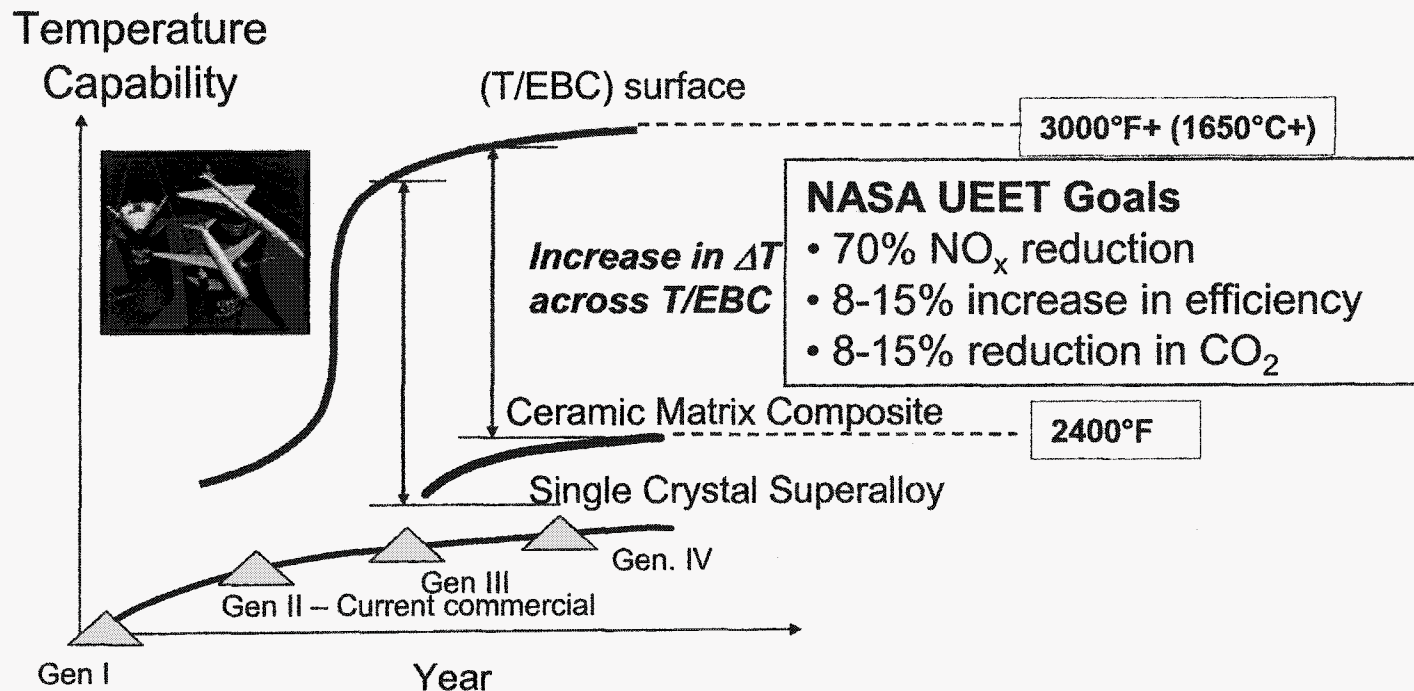 Temperature
Capability
(T/EBC) surface
3000°F+ (1650°C+)
NASA UEET Goals
• 70% NOₓ reduction
• 8-15% increase in efficiency
• 8-15% reduction in CO₂
Increase in ΔT
across T/EBC
Ceramic Matrix Composite
2400°F
Single Crystal Superalloy
Gen. IV
Gen III
Gen II – Current commercial
Gen I
Year